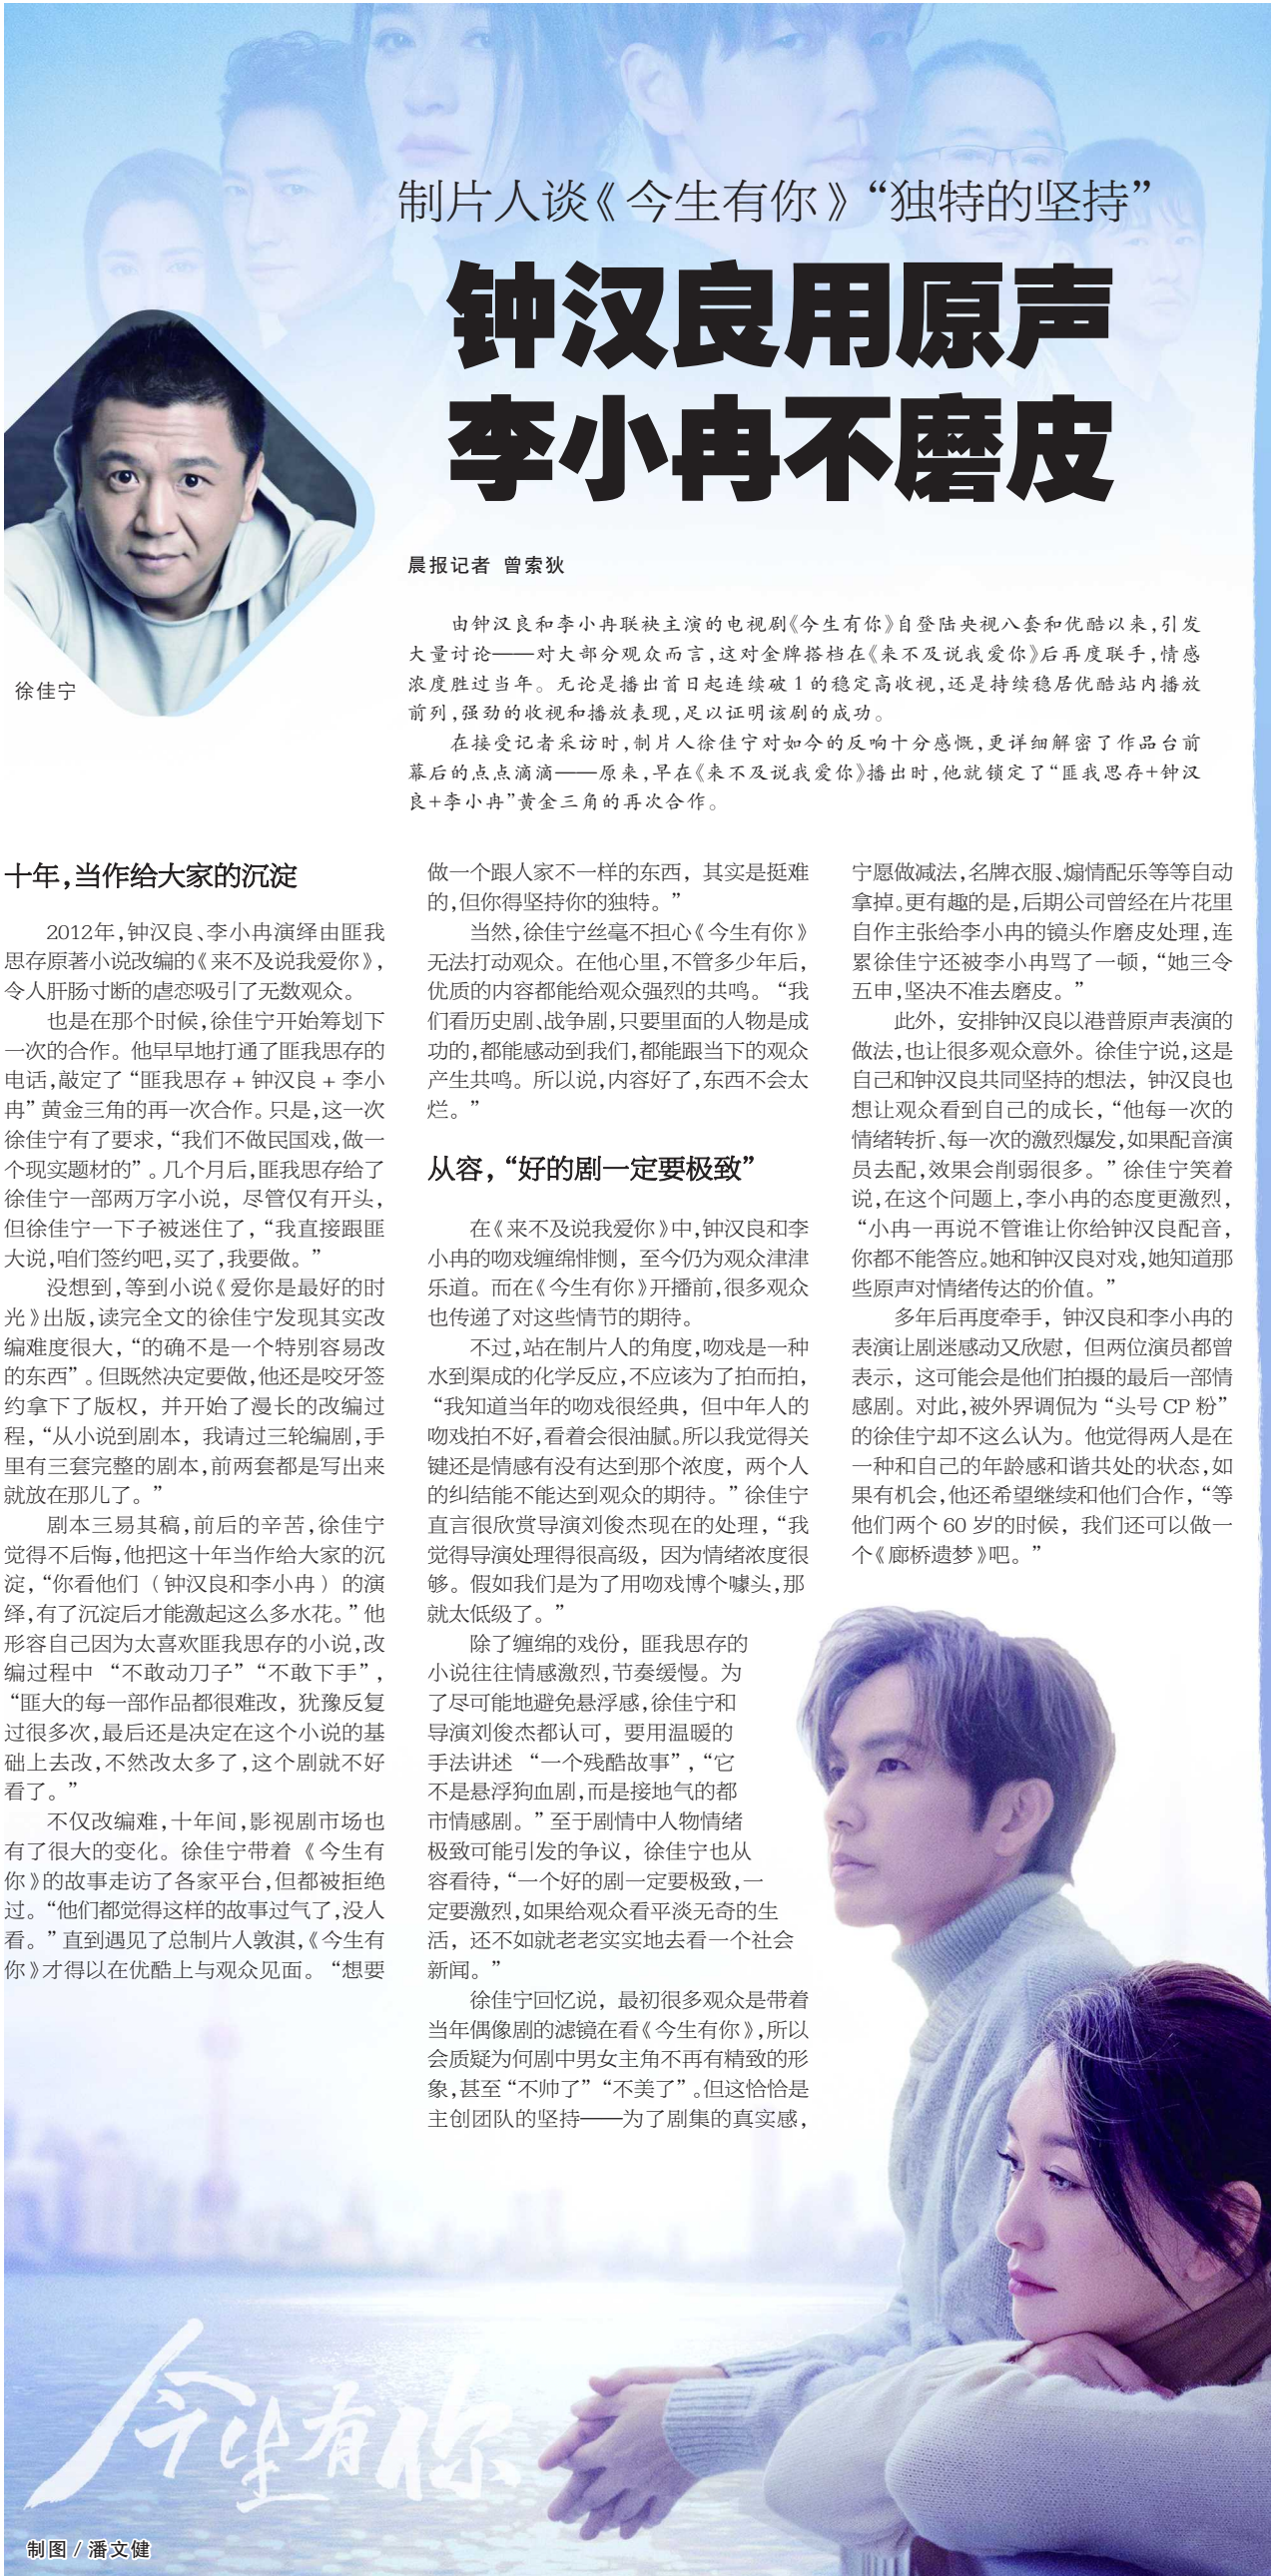 制片人谈《今生有你》“独特的坚持”
钟汉良用原声
李小冉不磨皮
徐佳宁
晨报记者 曾索狄
由钟汉良和李小冉联袂主演的电视剧《今生有你》自登陆央视八套和优酷以来,引发
大量讨论——对大部分观众而言,这对金牌搭档在《来不及说我爱你》后再度联手,情感
浓度胜过当年。无论是播出首日起连续破1的稳定高收视,还是持续稳居优酷站内播放
前列,强劲的收视和播放表现,足以证明该剧的成功。
在接受记者采访时,制片人徐佳宁对如今的反响十分感慨,更详细解密了作品台前
幕后的点点滴滴——原来,早在《来不及说我爱你》播出时,他就锁定了“匪我思存+钟汉
良+李小冉”黄金三角的再次合作。
十年,当作给大家的沉淀
2012年,钟汉良、李小冉演绎由匪我
思存原著小说改编的《来不及说我爱你》,
令人肝肠寸断的虐恋吸引了无数观众。
也是在那个时候,徐佳宁开始筹划下
一次的合作。他早早地打通了匪我思存的
电话,敲定了“匪我思存+钟汉良+李小
冉”黄金三角的再一次合作。只是,这一次
徐佳宁有了要求,“我们不做民国戏,做一
个现实题材的”。几个月后,匪我思存给了
徐佳宁一部两万字小说,尽管仅有开头,
但徐佳宁一下子被迷住了,“我直接跟匪
大说,咱们签约吧,买了,我要做。”
没想到,等到小说《爱你是最好的时
光》出版,读完全文的徐佳宁发现其实改
编难度很大,“的确不是一个特别容易改
的东西”。但既然决定要做,他还是咬牙签
约拿下了版权,并开始了漫长的改编过
程,“从小说到剧本,我请过三轮编剧,手
里有三套完整的剧本,前两套都是写出来
就放在那儿了。”
剧本三易其稿,前后的辛苦,徐佳宁
觉得不后悔,他把这十年当作给大家的沉
淀,“你看他们（钟汉良和李小冉）的演
绎,有了沉淀后才能激起这么多水花。”他
形容自己因为太喜欢匪我思存的小说,改
编过程中“不敢动刀子”“不敢下手”,
“匪大的每一部作品都很难改,犹豫反复
过很多次,最后还是决定在这个小说的基
础上去改,不然改太多了,这个剧就不好
看了。”
不仅改编难,十年间,影视剧市场也
有了很大的变化。徐佳宁带着《今生有
你》的故事走访了各家平台,但都被拒绝
过。“他们都觉得这样的故事过气了,没人
看。”直到遇见了总制片人敦淇,《今生有
你》才得以在优酷上与观众见面。“想要
做一个跟人家不一样的东西,其实是挺难
的,但你得坚持你的独特。”
当然,徐佳宁丝毫不担心《今生有你》
无法打动观众。在他心里,不管多少年后,
优质的内容都能给观众强烈的共鸣。“我
们看历史剧、战争剧,只要里面的人物是成
功的,都能感动到我们,都能跟当下的观众
产生共鸣。所以说,内容好了,东西不会太
烂。”
从容,“好的剧一定要极致”
在《来不及说我爱你》中,钟汉良和李
小冉的吻戏缠绵悱恻,至今仍为观众津津
乐道。而在《今生有你》开播前,很多观众
也传递了对这些情节的期待。
不过,站在制片人的角度,吻戏是一种
水到渠成的化学反应,不应该为了拍而拍,
“我知道当年的吻戏很经典,但中年人的
吻戏拍不好,看着会很油腻。所以我觉得关
键还是情感有没有达到那个浓度,两个人
的纠结能不能达到观众的期待。”徐佳宁
直言很欣赏导演刘俊杰现在的处理,“我
觉得导演处理得很高级,因为情绪浓度很
够。假如我们是为了用吻戏博个噱头,那
就太低级了。”
除了缠绵的戏份,匪我思存的
小说往往情感激烈,节奏缓慢。为
了尽可能地避免悬浮感,徐佳宁和
导演刘俊杰都认可,要用温暖的
手法讲述“一个残酷故事”,“它
不是悬浮狗血剧,而是接地气的都
市情感剧。”至于剧情中人物情绪
极致可能引发的争议,徐佳宁也从
容看待,“一个好的剧一定要极致,一
定要激烈,如果给观众看平淡无奇的生
活,还不如就老老实实地去看一个社会
新闻。”
徐佳宁回忆说,最初很多观众是带着
当年偶像剧的滤镜在看《今生有你》,所以
会质疑为何剧中男女主角不再有精致的形
象,甚至“不帅了”“不美了”。但这恰恰是
主创团队的坚持——为了剧集的真实感,
宁愿做减法,名牌衣服、煽情配乐等等自动
拿掉。更有趣的是,后期公司曾经在片花里
自作主张给李小冉的镜头作磨皮处理,连
累徐佳宁还被李小冉骂了一顿,“她三令
五申,坚决不准去磨皮。”
此外,安排钟汉良以港普原声表演的
做法,也让很多观众意外。徐佳宁说,这是
自己和钟汉良共同坚持的想法,钟汉良也
想让观众看到自己的成长,“他每一次的
情绪转折、每一次的激烈爆发,如果配音演
员去配,效果会削弱很多。”徐佳宁笑着
说,在这个问题上,李小冉的态度更激烈,
“小冉一再说不管谁让你给钟汉良配音,
你都不能答应。她和钟汉良对戏,她知道那
些原声对情绪传达的价值。”
多年后再度牵手,钟汉良和李小冉的
表演让剧迷感动又欣慰,但两位演员都曾
表示,这可能会是他们拍摄的最后一部情
感剧。对此,被外界调侃为“头号CP粉”
的徐佳宁却不这么认为。他觉得两人是在
一种和自己的年龄感和谐共处的状态,如
果有机会,他还希望继续和他们合作,“等
他们两个60岁的时候,我们还可以做一
个《廊桥遗梦》吧。”
今生有你
制图/潘文健